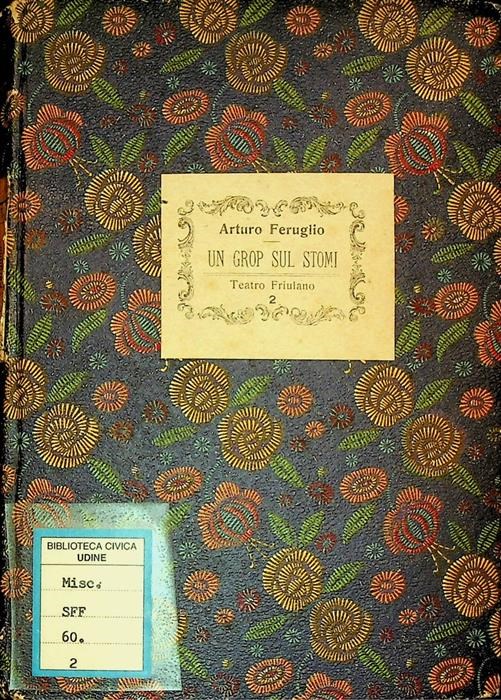 Arturo Feruglio
UN GROP SUL STOMI
Teatro Friulano
2
BIBLIOTECA CIVICA
UDINE
Misc.
SFF
60.
2